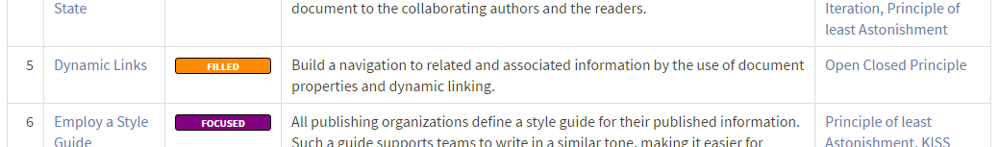 State
document to the collaborating authors and the readers.
Iteration, Principle of
least Astonishment
5
Dynamic Links
FILLED
Build a navigation to related and associated information by the use of document
properties and dynamic linking.
Open Closed Principle
6
Employ a Style
Guide
FOCUSED
All publishing organizations define a style guide for their published information.
Such a guide supports teams to write in a similar tone, making it easier for
Principle of least
Astonishment, KISS